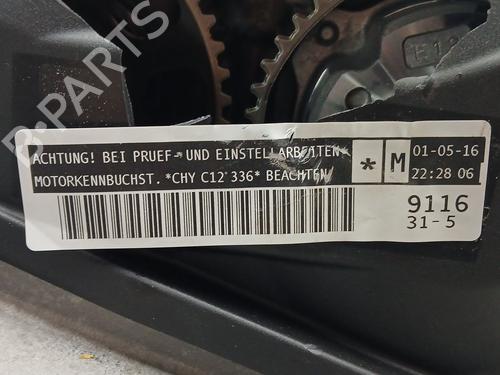 ACHTUNG! BEI PRUEF- UND EINSTELLARBEITEN
MOTORKENNBUCHST. *CHY C12 336* BEACHTEN
* M
01-05-16
22:28 06
9116
31-5
B-PARTS